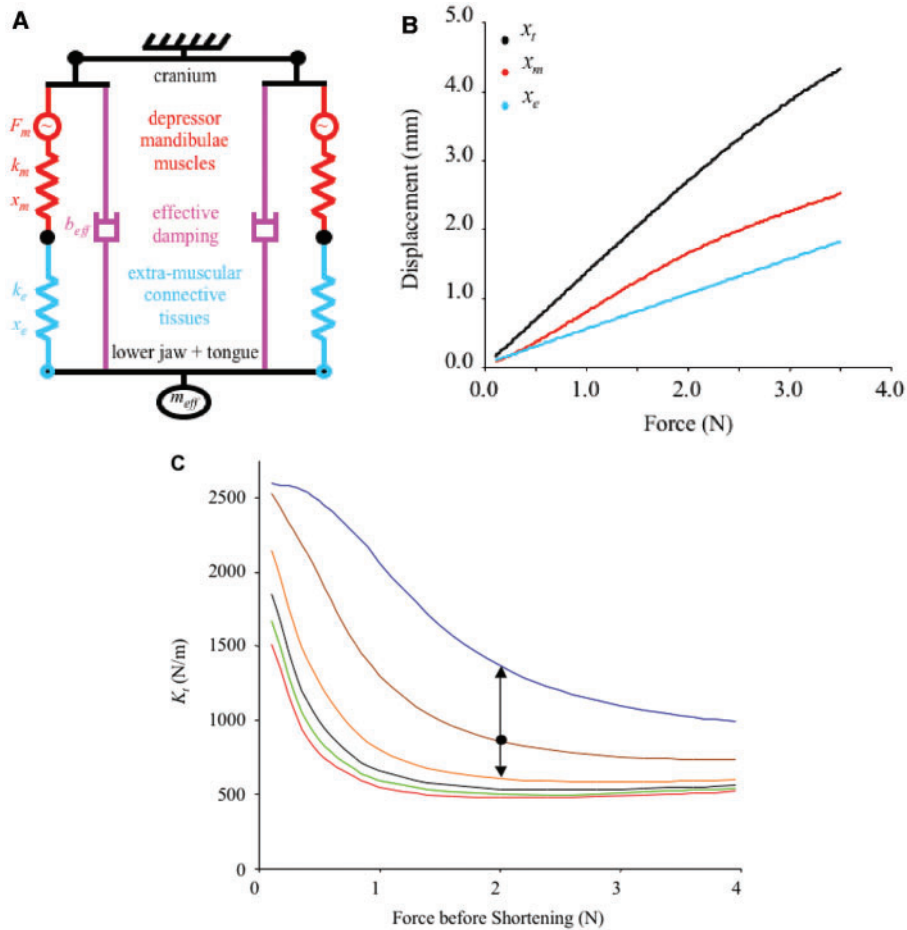 A
cranium
F_m
k_m
x_m
depressor
mandibulae
muscles
b_eff
effective
damping
k_e
x_e
extra-muscular
connective
tissues
lower jaw + tongue
m_eff
B
x_t
x_m
x_e
Displacement (mm)
5.0
4.0
3.0
2.0
1.0
0.0
0.0 1.0 2.0 3.0 4.0
Force (N)
C
K_t (N/m)
2500
2000
1500
1000
500
0
0 1 2 3 4
Force before Shortening (N)